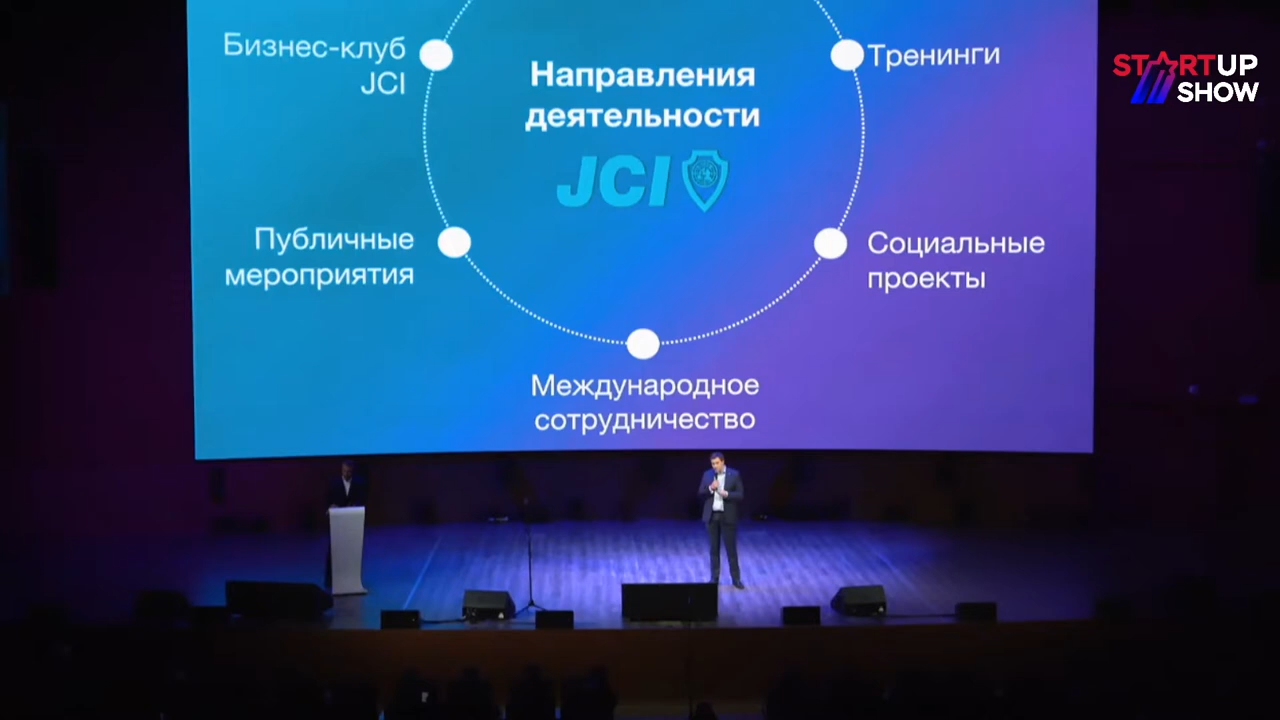 Бизнес-клуб
JCI
Направления
деятельности
JCI
Тренинги
STARTUP
SHOW
Публичные
мероприятия
Социальные
проекты
Международное
сотрудничество